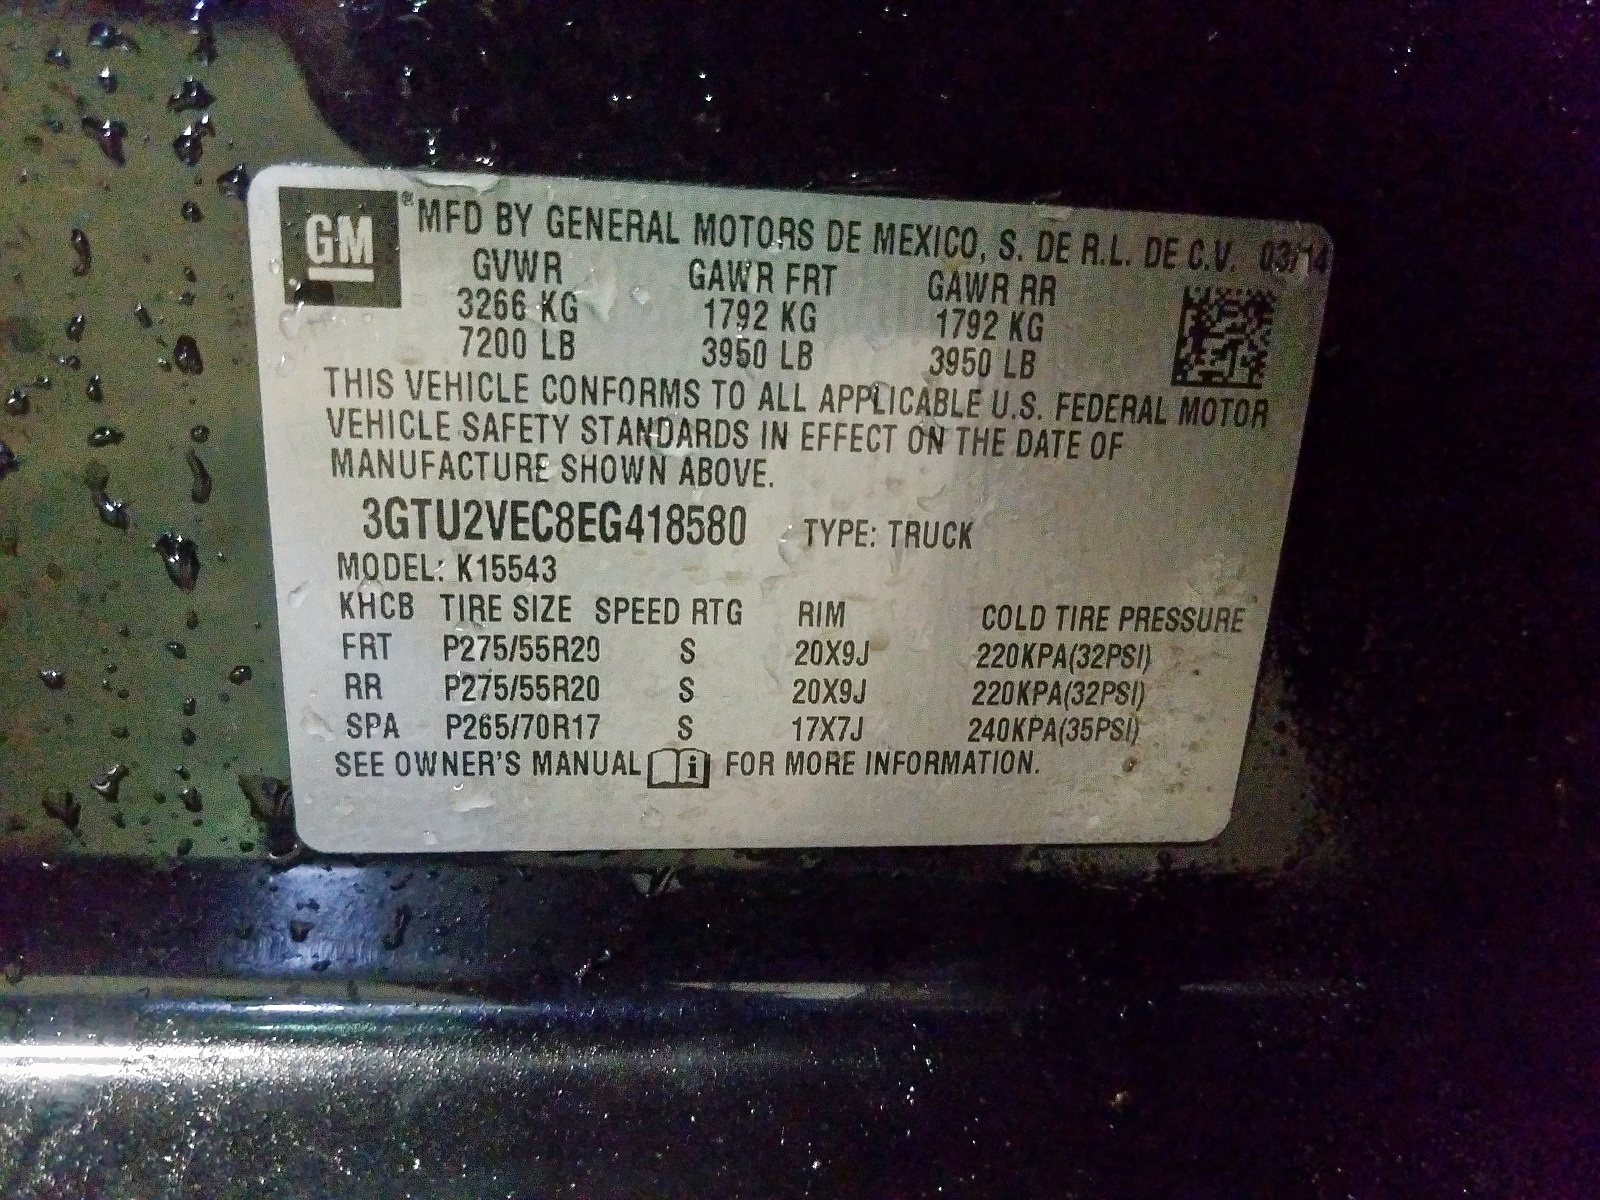 GM ® MFD BY GENERAL MOTORS DE MEXICO, S. DE R.L. DE C.V. 03/14
GVWR GAWR FRT GAWR RR
3266 KG 1792 KG 1792 KG
7200 LB 3950 LB 3950 LB
THIS VEHICLE CONFORMS TO ALL APPLICABLE U.S. FEDERAL MOTOR
VEHICLE SAFETY STANDARDS IN EFFECT ON THE DATE OF
MANUFACTURE SHOWN ABOVE.
3GTU2VEC8EG418580 TYPE: TRUCK
MODEL: K15543
KHCB TIRE SIZE SPEED RTG RIM COLD TIRE PRESSURE
FRT P275/55R20 S 20X9J 220KPA(32PSI)
RR P275/55R20 S 20X9J 220KPA(32PSI)
SPA P265/70R17 S 17X7J 240KPA(35PSI)
SEE OWNER'S MANUAL i FOR MORE INFORMATION.